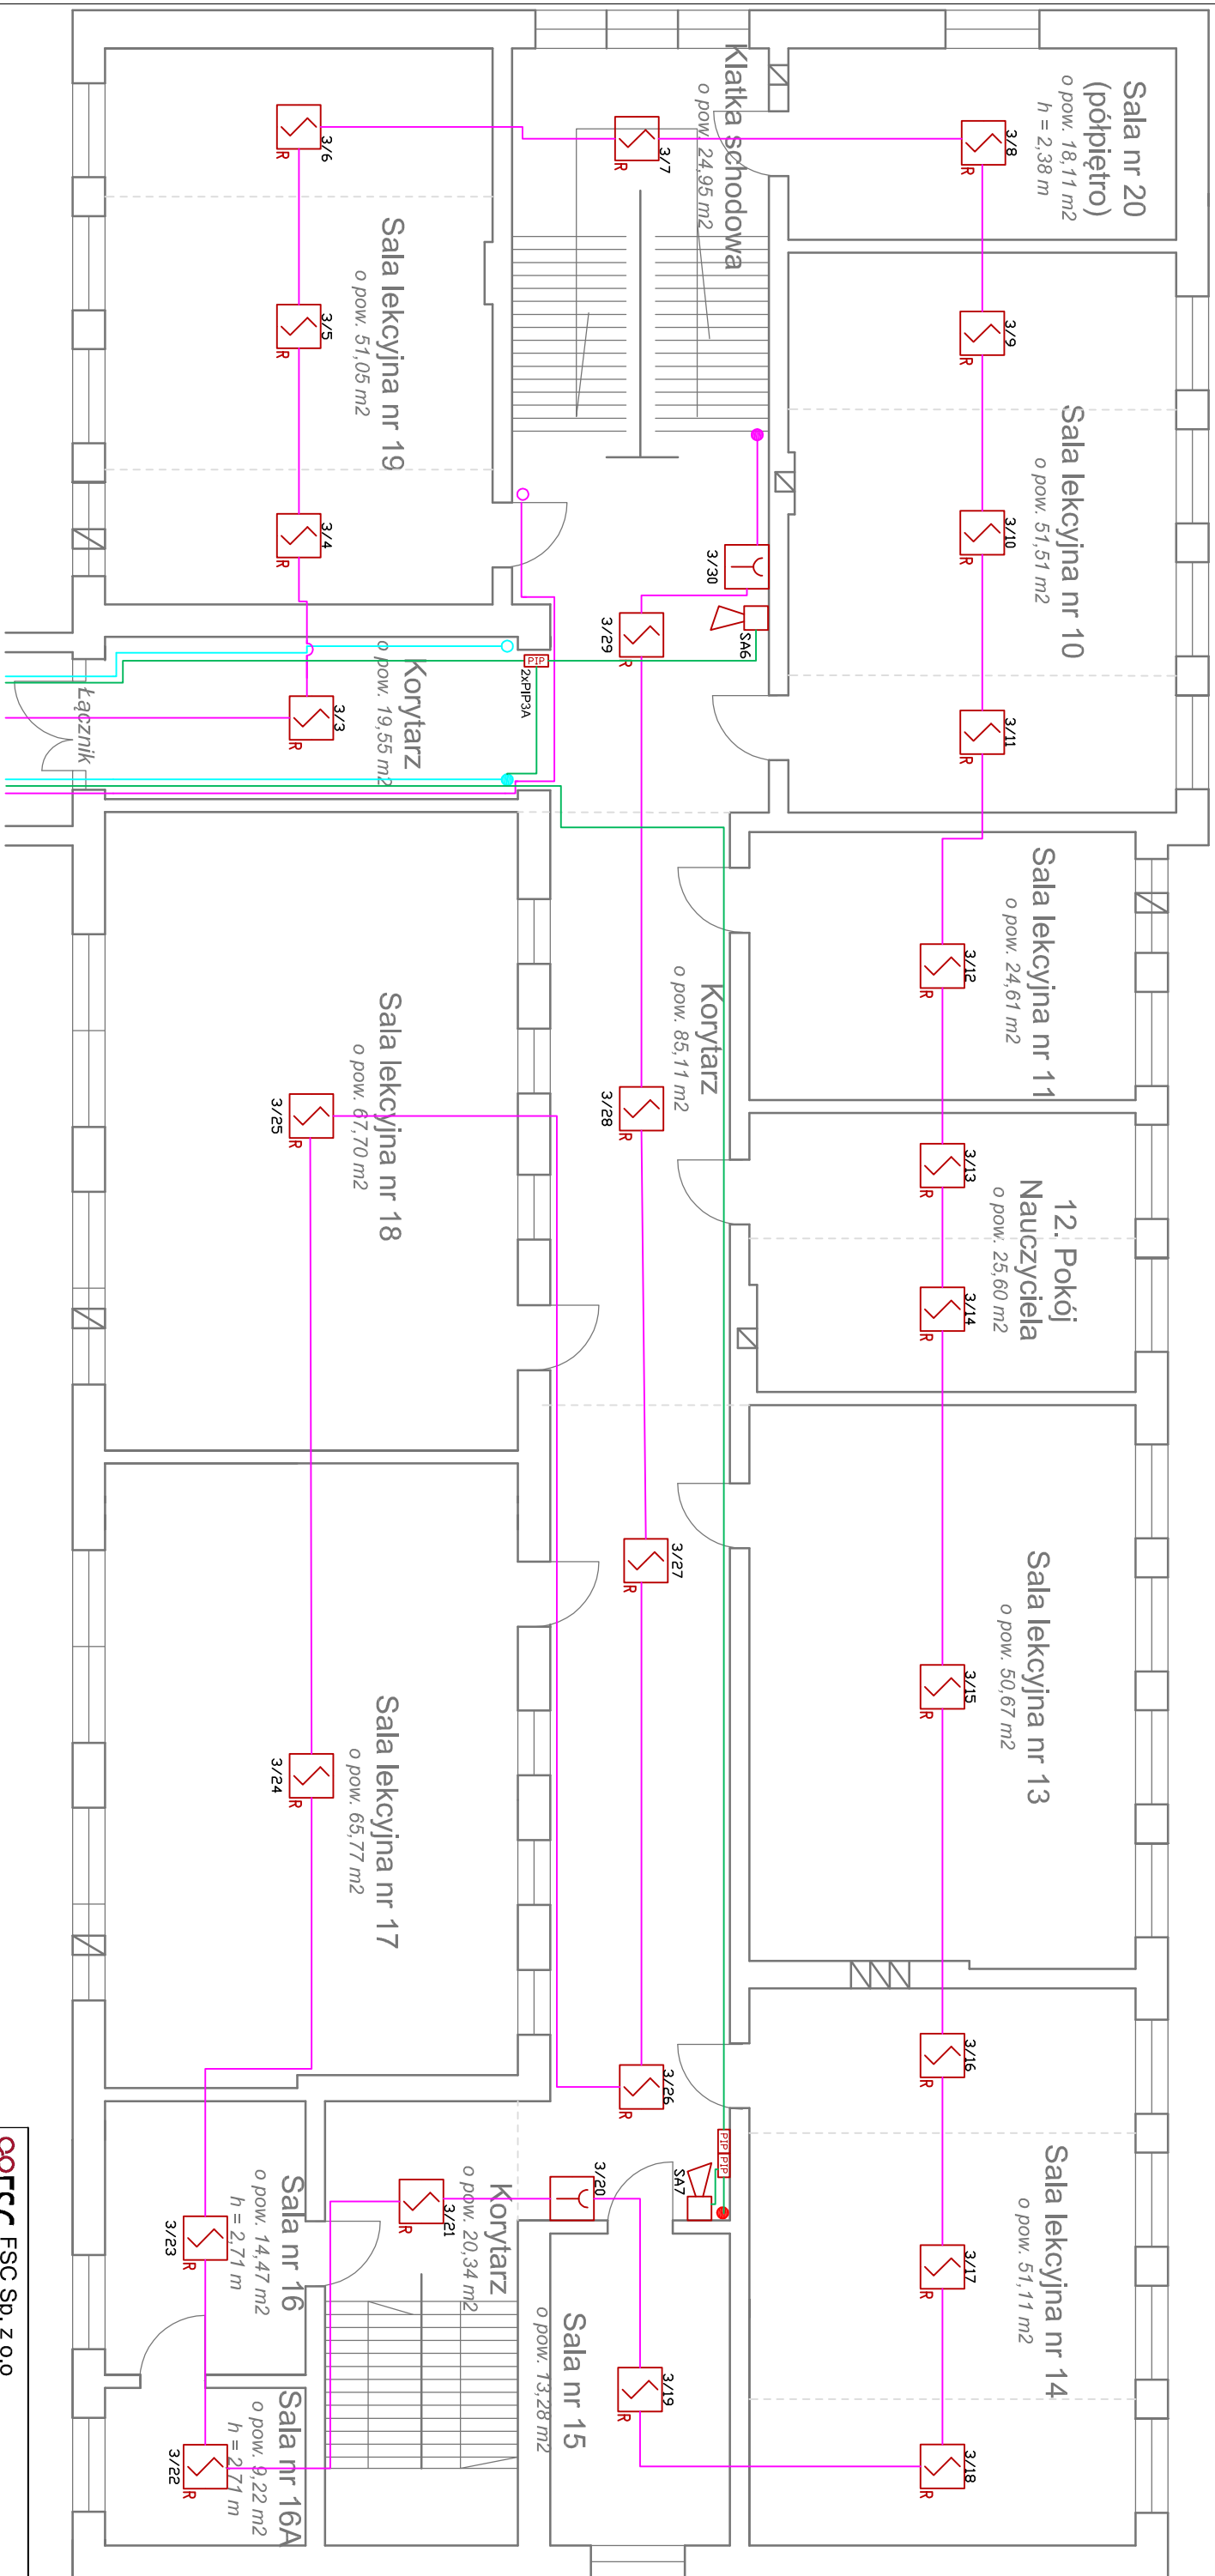 Sala nr 20
(półpiętro)
o pow. 18,11 m2
h = 2,38 m
3/8
R
Klatka schodowa
o pow. 24,95 m2
3/7
R
3/6
R
Sala lekcyjna nr 19
o pow. 51,05 m2
3/5
R
3/4
R
3/9
R
Sala lekcyjna nr 10
o pow. 51,51 m2
3/10
R
3/11
R
3/30
SA6
3/29
R
PIP
2xPIP3A
Korytarz
o pow. 19,55 m2
3/3
R
Łącznik
Sala lekcyjna nr 11
o pow. 24,61 m2
3/12
R
Korytarz
o pow. 85,11 m2
3/28
R
Sala lekcyjna nr 18
o pow. 67,70 m2
3/25
R
12. Pokój
Nauczyciela
o pow. 25,60 m2
3/13
R
3/14
R
Sala lekcyjna nr 13
o pow. 50,67 m2
3/15
R
3/27
R
Sala lekcyjna nr 17
o pow. 65,77 m2
3/24
R
3/16
R
Sala lekcyjna nr 14
o pow. 51,11 m2
3/17
R
3/18
R
3/26
R
PIP
PIP
SA7
3/20
Korytarz
o pow. 20,34 m2
3/21
R
Sala nr 15
o pow. 13,28 m2
3/19
R
Sala nr 16
o pow. 14,47 m2
h = 2,71 m
3/23
R
Sala nr 16A
o pow. 9,22 m2
h = 2,71 m
3/22
R
FSC Sp. z o.o